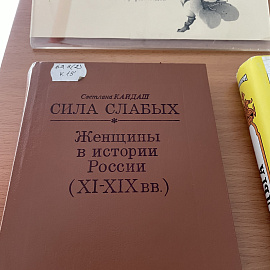 Светлана КАЙДАШ
СИЛА СЛАБЫХ
*
Женщины
в истории
России
(XI-XIX вв.)